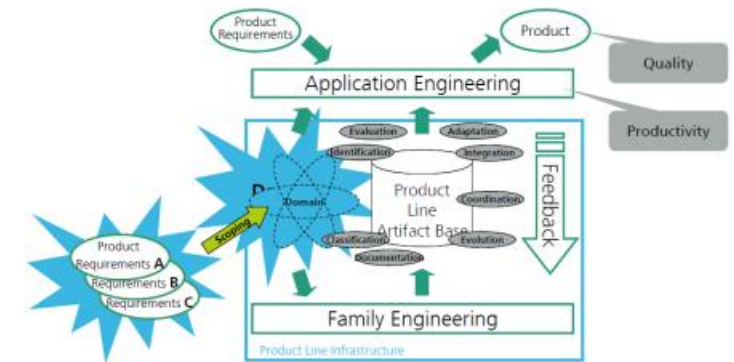 Product
Requirements
Product
Quality
Application Engineering
Productivity
Evaluation
Adaptation
Identification
Integration
D
Domain
Product
Line
Artifact Base
Coordination
Feedback
Scoping
Classification
Evolution
Documentation
Product
Requirements A
Requirements B
Requirements C
Family Engineering
Product Line Infrastructure